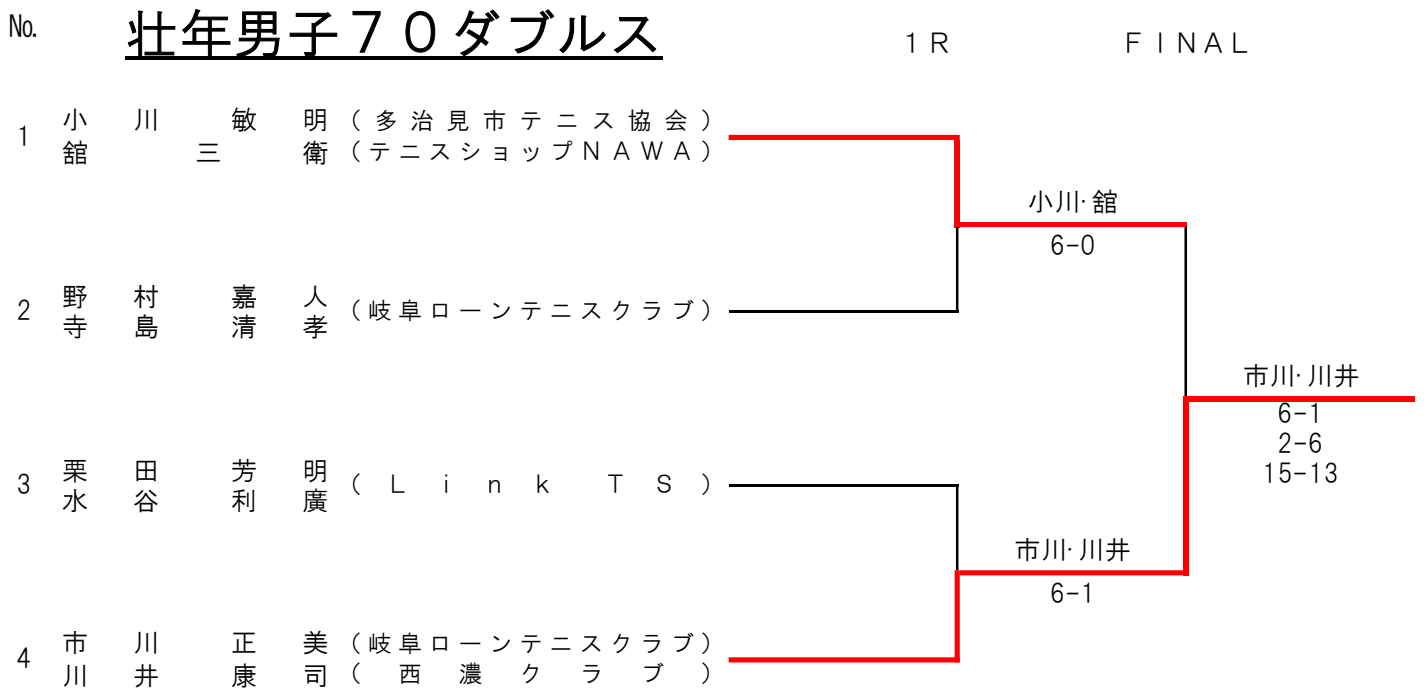 No. 壮年男子７０ダブルス １Ｒ ＦＩＮＡＬ
1 小川 敏明 (多治見市テニス協会)
舘 三衛 (テニスショップＮＡＷＡ)
小川･舘
6-0
2 野村 嘉人 (岐阜ローンテニスクラブ)
寺島 清孝
市川･川井
6-1
2-6
15-13
3 栗田 芳明 (Ｌｉｎｋ ＴＳ)
水谷 利廣
市川･川井
6-1
4 市川 正美 (岐阜ローンテニスクラブ)
川井 康司 (西濃クラブ)